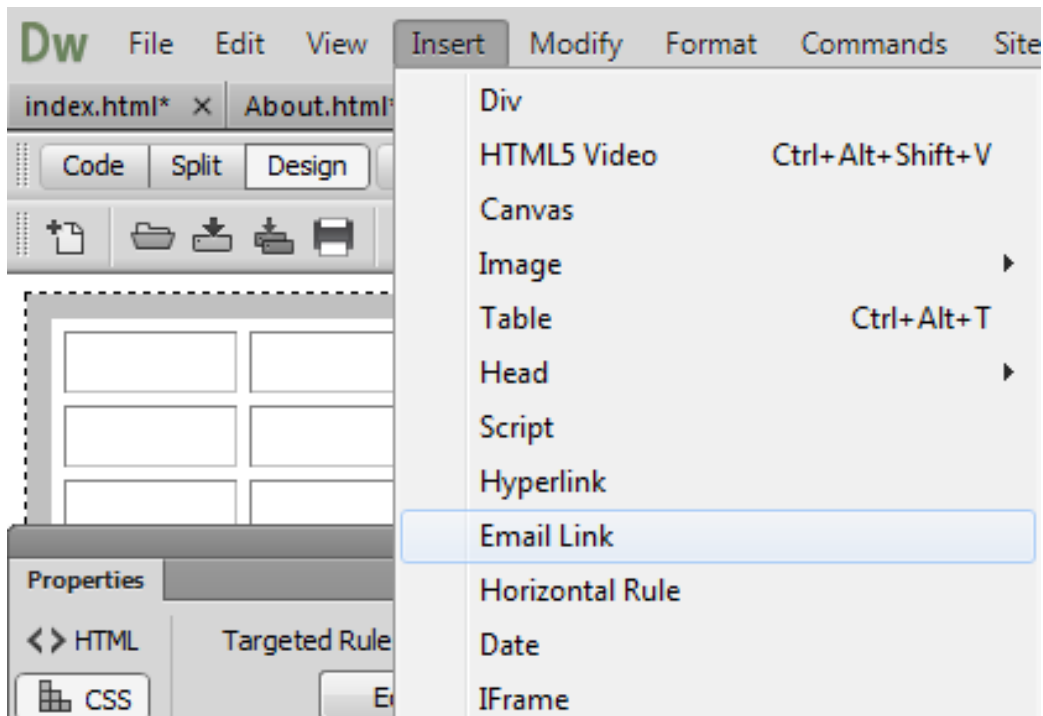 Dw File Edit View Insert Modify Format Commands Site
index.html* × About.html*
Code Split Design
Div
HTML5 Video Ctrl+Alt+Shift+V
Canvas
Image
Table Ctrl+Alt+T
Head
Script
Hyperlink
Email Link
Horizontal Rule
Date
IFrame
Properties
<> HTML Targeted Rule
CSS